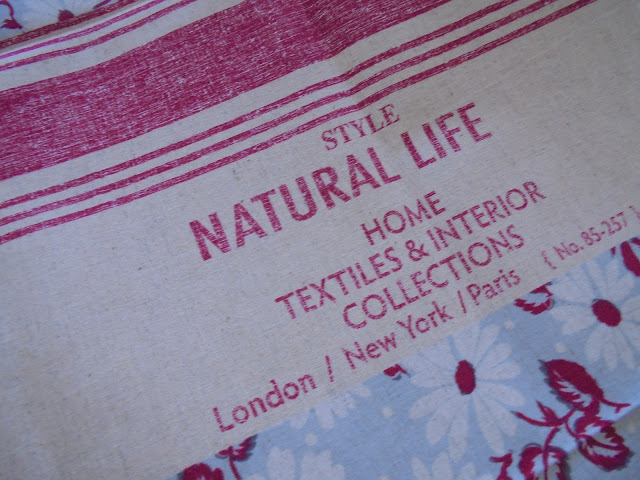 STYLE
NATURAL LIFE
HOME
TEXTILES & INTERIOR
COLLECTIONS
London / New York / Paris [ No.85-257 ]